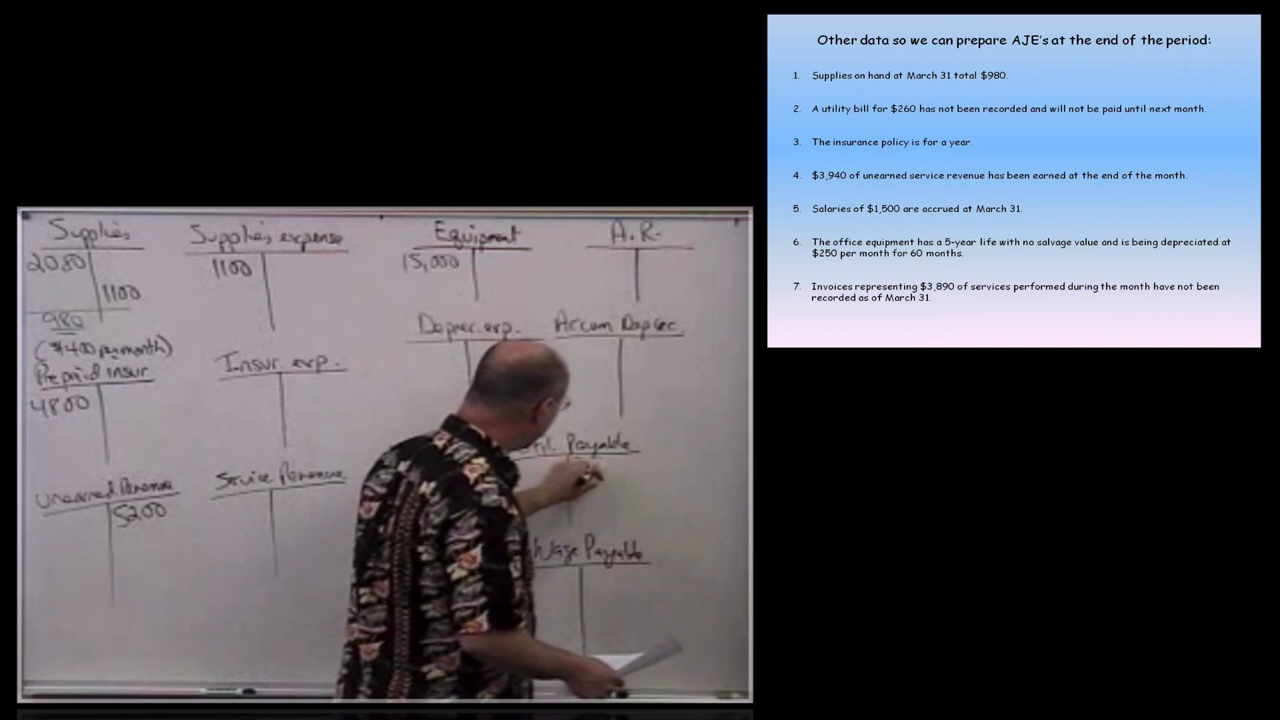 Other data so we can prepare AJE's at the end of the period:
1. Supplies on hand at March 31 total $980.
2. A utility bill for $260 has not been recorded and will not be paid until next month.
3. The insurance policy is for a year.
4. $3,940 of unearned service revenue has been earned at the end of the month.
5. Salaries of $1,500 are accrued at March 31.
6. The office equipment has a 5-year life with no salvage value and is being depreciated at
$250 per month for 60 months.
7. Invoices representing $3,890 of services performed during the month have not been
recorded as of March 31.
Supplies
2080
1100
980
($400 per month)
Prepaid insur
4800
Unearned Revenue
5200
Supplies expense
1100
Insur. exp.
Service Revenue
Equipment
15,000
A.R.
Deprec. exp.
Accum Deprec.
Payable
Wage Payable